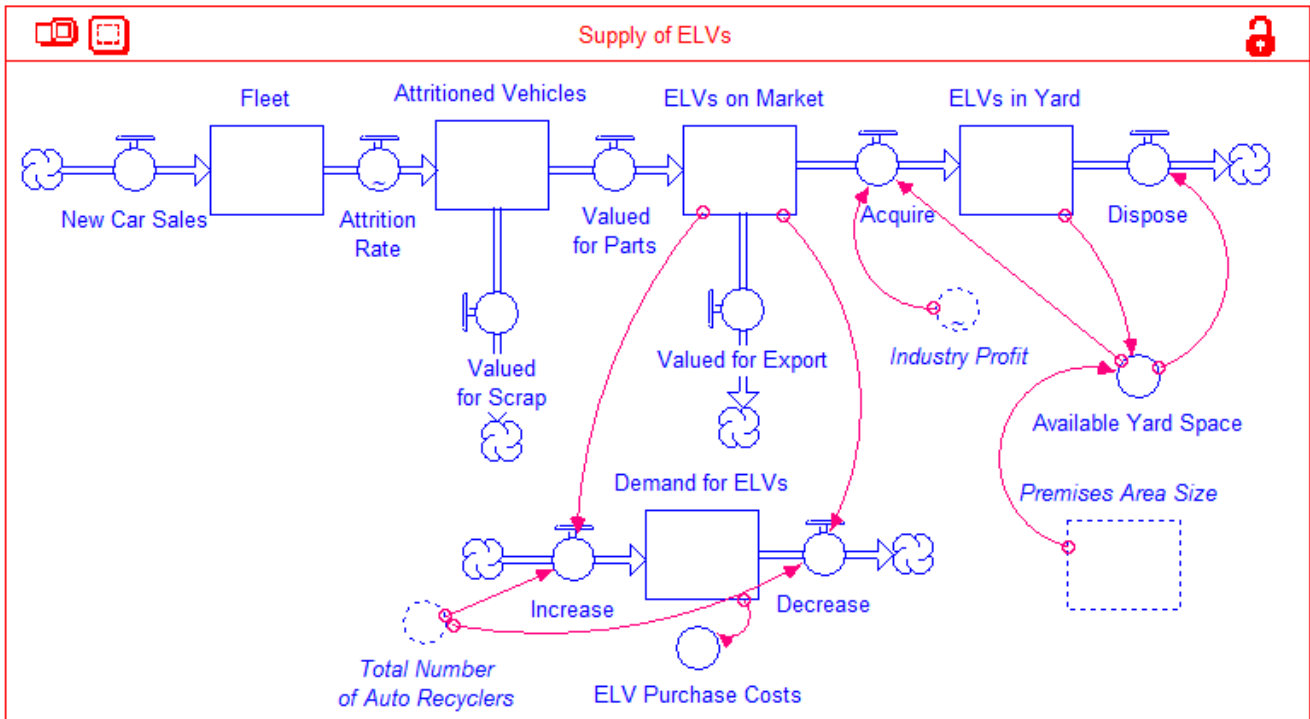 Supply of ELVs
Fleet
Attritioned Vehicles
ELVs on Market
ELVs in Yard
New Car Sales
Attrition
Rate
Valued
for Parts
Acquire
Dispose
Valued
for Scrap
Valued for Export
Industry Profit
Available Yard Space
Demand for ELVs
Premises Area Size
Increase
Decrease
Total Number
of Auto Recyclers
ELV Purchase Costs